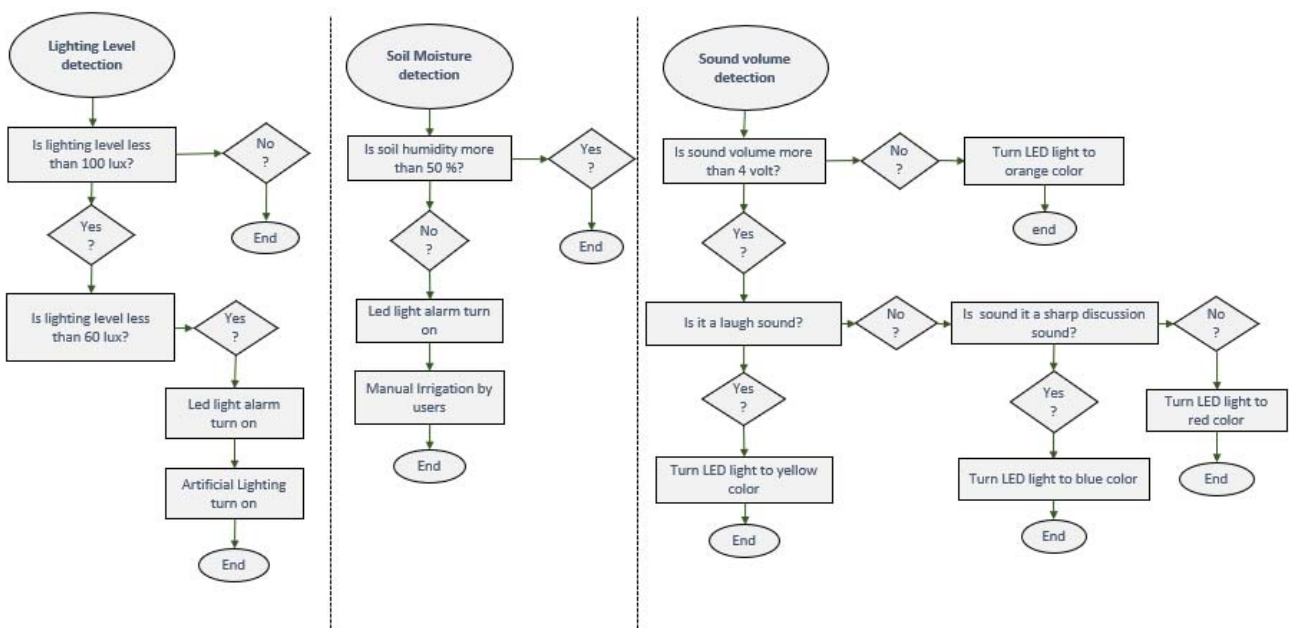 Lighting Level
detection
Is lighting level less
than 100 lux?
No
?
End
Yes
?
Is lighting level less
than 60 lux?
Yes
?
Led light alarm
turn on
Artificial Lighting
turn on
End
Soil Moisture
detection
Is soil humidity more
than 50 %?
Yes
?
End
No
?
Led light alarm turn
on
Manual Irrigation by
users
End
Sound volume
detection
Is sound volume more
than 4 volt?
No
?
Turn LED light to
orange color
end
Yes
?
Is it a laugh sound?
No
?
Is sound it a sharp discussion
sound?
No
?
Turn LED light to
red color
End
Yes
?
Turn LED light to yellow
color
End
Yes
?
Turn LED light to blue color
End